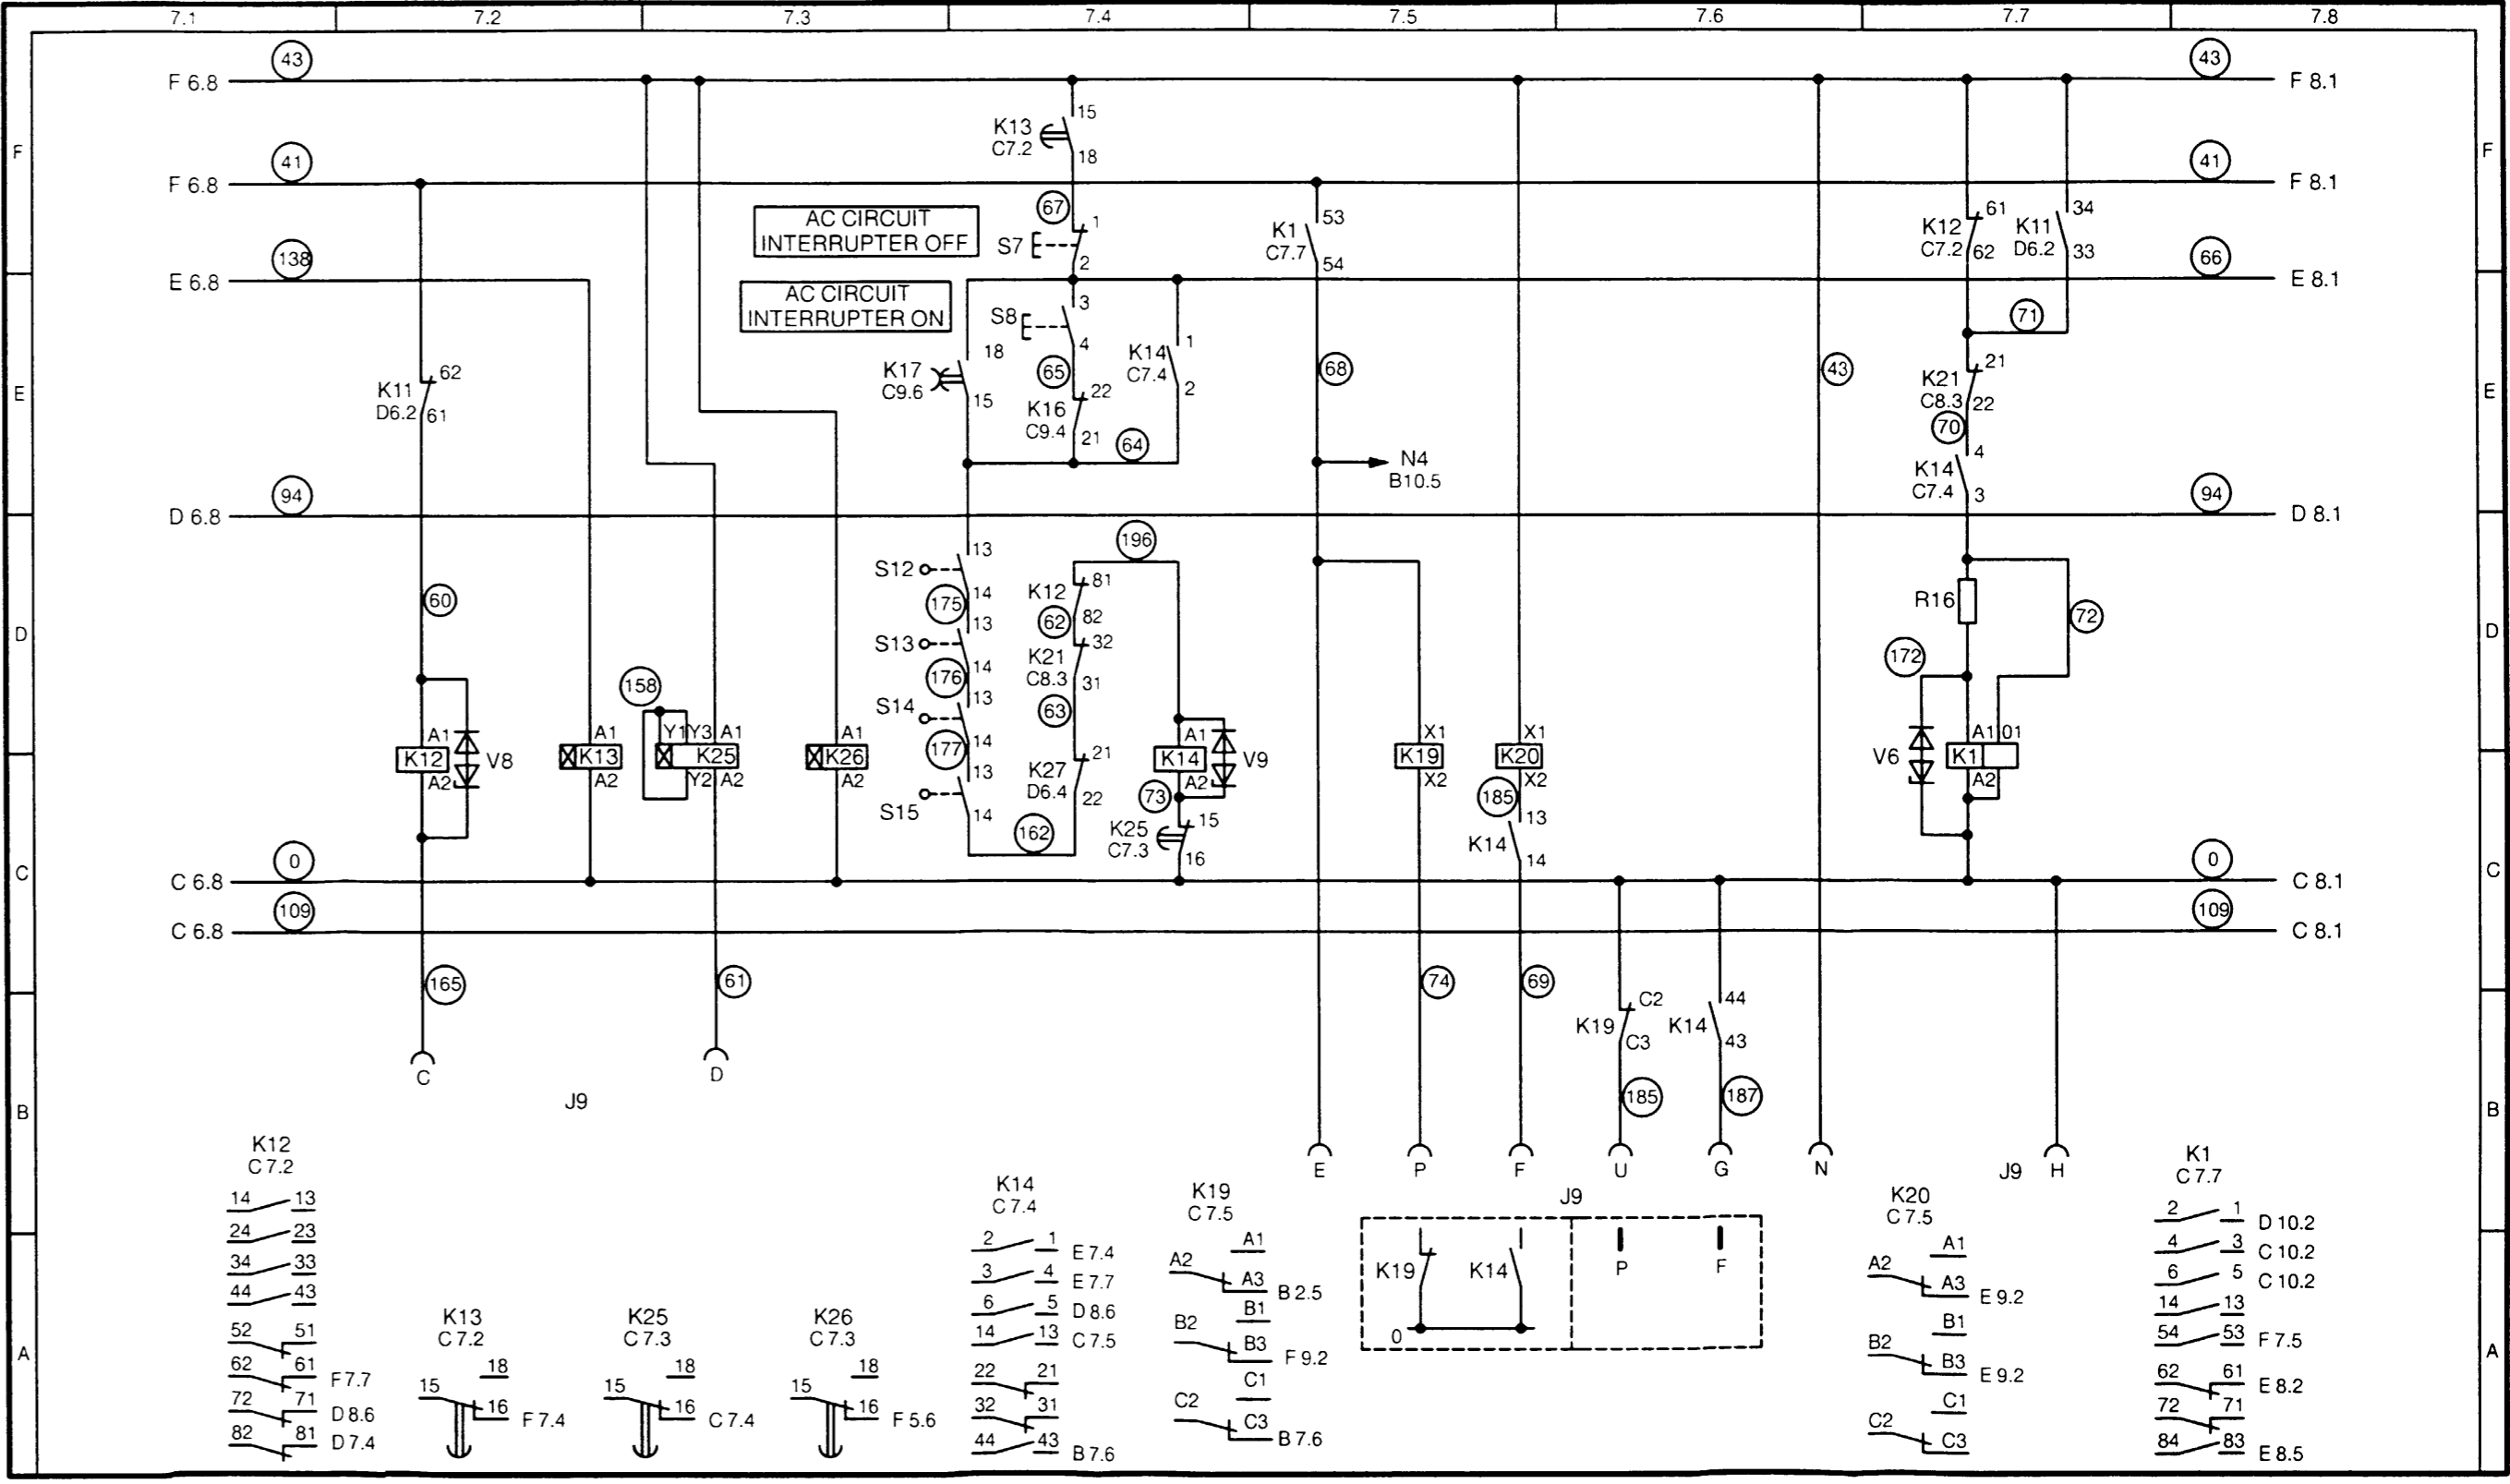 7.1 7.2 7.3 7.4 7.5 7.6 7.7 7.8
F 6.8 43 43 F 8.1
K13 15
C7.2 18
F F
F 6.8 41 41 F 8.1
AC CIRCUIT
INTERRUPTER OFF
67
S7 1
2
K1 53
C7.7 54
K12 61
C7.2 62
K11 34
D6.2 33
E 6.8 138 66 E 8.1
AC CIRCUIT
INTERRUPTER ON
S8 3
4
71
K17 18
C9.6 15
65
K14 1
C7.4 2
68
43
K21 21
C8.3 22
K11 62
D6.2 61
E E
K16 22
C9.4 21
64
70
N4
B10.5
K14 4
C7.4 3
D 6.8 94 94 D 8.1
196
S12 13
14
175
K12 81
82
62
60
R16
72
D D
S13 13
14
176
K21 32
C8.3 31
63
172
158
S14 13
14
177
A1
K12
A2
V8
A1
K13
A2
Y1 Y3 A1
K25
Y2 A2
A1
K26
A2
S15 13
14
K27 21
D6.4 22
A1
K14
A2
V9
73
K25 15
C7.3 16
162
X1
K19
X2
X1
K20
X2
185
K14 13
14
V6
A1 01
K1
A2
C 6.8 0 0 C 8.1
C C
C 6.8 109 109 C 8.1
165 61 74 69
K19 C2
C3
K14 44
43
185 187
C D
J9
B B
E P F U G N J9 H
K12
C 7.2
14 13
24 23
34 33
44 43
52 51
62 61 F 7.7
72 71 D 8.6
82 81 D 7.4
K13
C 7.2
18
15
16 F 7.4
K25
C 7.3
18
15
16 C 7.4
K26
C 7.3
18
15
16 F 5.6
K14
C 7.4
2 1 E 7.4
3 4 E 7.7
6 5 D 8.6
14 13 C 7.5
22 21
32 31
44 43 B 7.6
K19
C 7.5
A1
A2
A3 B 2.5
B1
B2
B3 F 9.2
C1
C2
C3 B 7.6
J9
K19 K14 P F
0
K20
C 7.5
A1
A2
A3 E 9.2
B1
B2
B3 E 9.2
C1
C2
C3
K1
C 7.7
2 1 D 10.2
4 3 C 10.2
6 5 C 10.2
14 13
54 53 F 7.5
62 61 E 8.2
72 71
84 83 E 8.5
A A